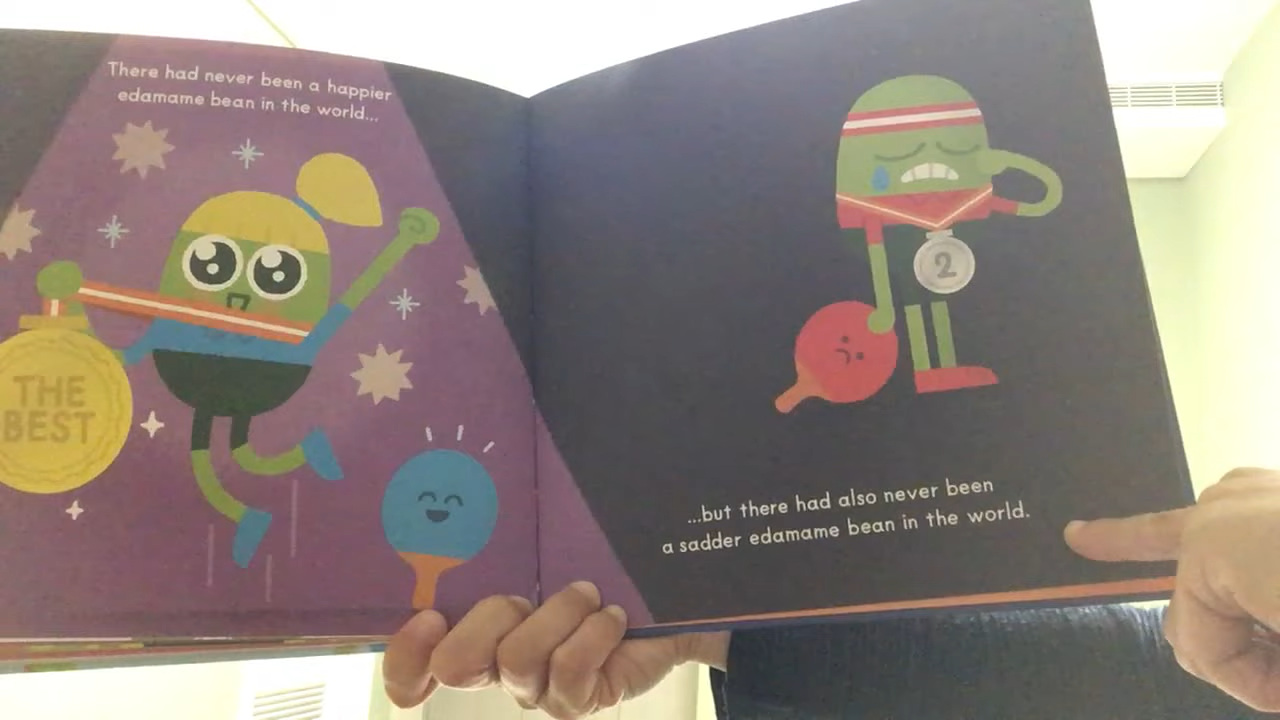 There had never been a happier
edamame bean in the world...
THE
BEST
2
...but there had also never been
a sadder edamame bean in the world.